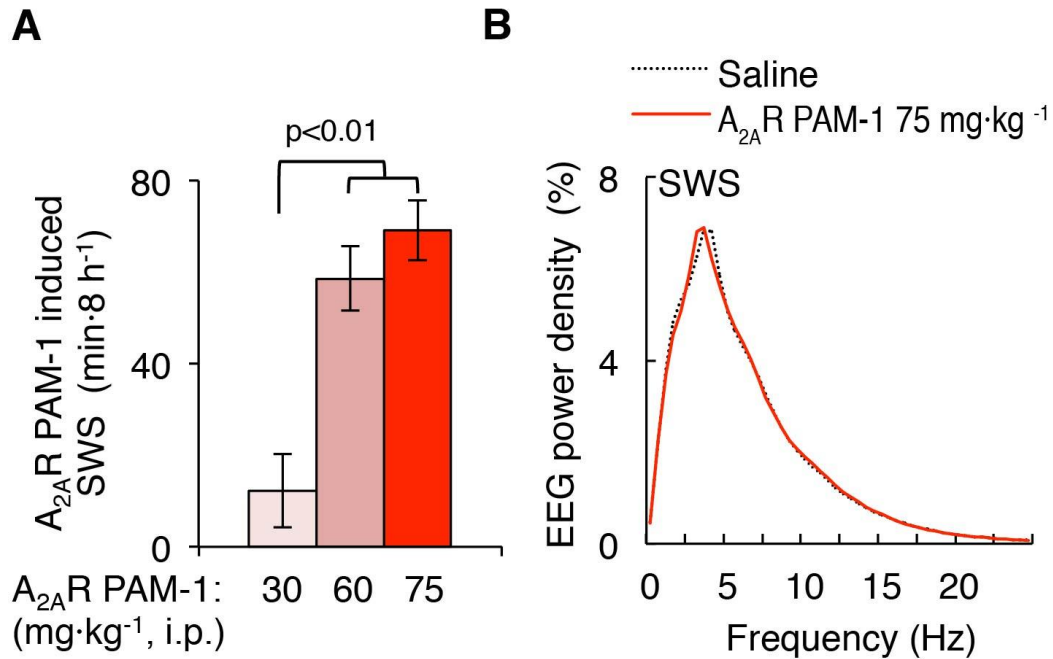 A
p<0.01
80
40
0
A2AR PAM-1 induced
SWS (min·8 h-1)
A2AR PAM-1: 30 60 75
(mg·kg-1, i.p.)
B
Saline
A2AR PAM-1 75 mg·kg -1
SWS
8
4
0
EEG power density (%)
0 5 10 15 20
Frequency (Hz)